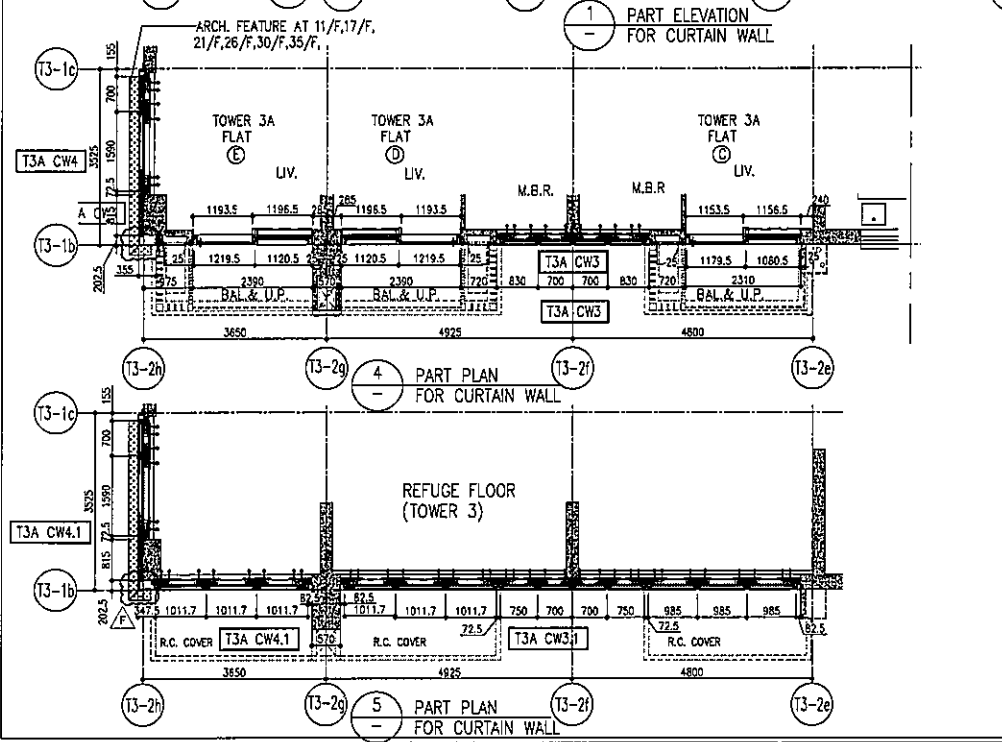 1 PART ELEVATION
- FOR CURTAIN WALL
ARCH. FEATURE AT 11/F,17/F,
21/F,26/F,30/F,35/F,
T3-1c
155
700
3525
1590
72.5
815
202.5
T3A CW4
T3-1b
355
TOWER 3A
FLAT
E
LIV.
TOWER 3A
FLAT
D
LIV.
M.B.R.
M.B.R
TOWER 3A
FLAT
C
LIV.
1193.5 1196.5 285 1196.5 1193.5 1153.5 1156.5 240
25 1219.5 1120.5 25 25 1120.5 1219.5 25 T3A CW3 25 1179.5 1080.5 25
2390 570 2390 720 830 700 700 830 720 2310
BAL.& U.P. BAL.& U.P. T3A CW3 BAL.& U.P.
3650 4925 4800
T3-2h T3-2g T3-2f T3-2e
4 PART PLAN
- FOR CURTAIN WALL
T3-1c
155
700
3525
1590
72.5
815
202.5
T3A CW4.1
T3-1b
F
REFUGE FLOOR
(TOWER 3)
82.5 82.5
347.5 1011.7 1011.7 1011.7 1011.7 1011.7 1011.7 750 700 700 750 985 985 985
72.5 72.5 82.5
R.C. COVER T3A CW4.1 570 R.C. COVER T3A CW3.1 R.C. COVER
3650 4925 4800
T3-2h T3-2g T3-2f T3-2e
5 PART PLAN
- FOR CURTAIN WALL